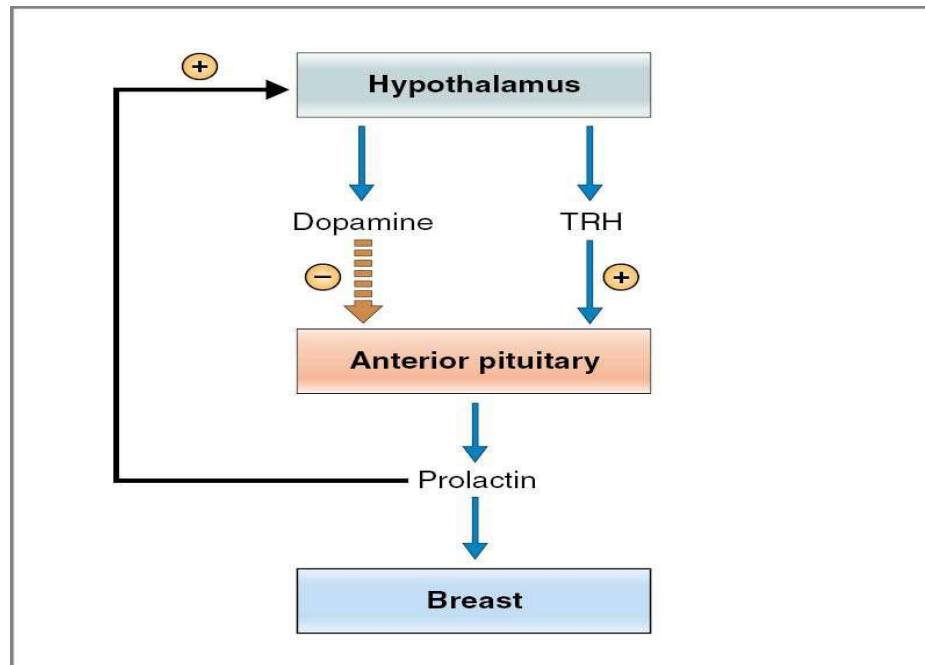 +
Hypothalamus
Dopamine TRH
− +
Anterior pituitary
Prolactin
Breast